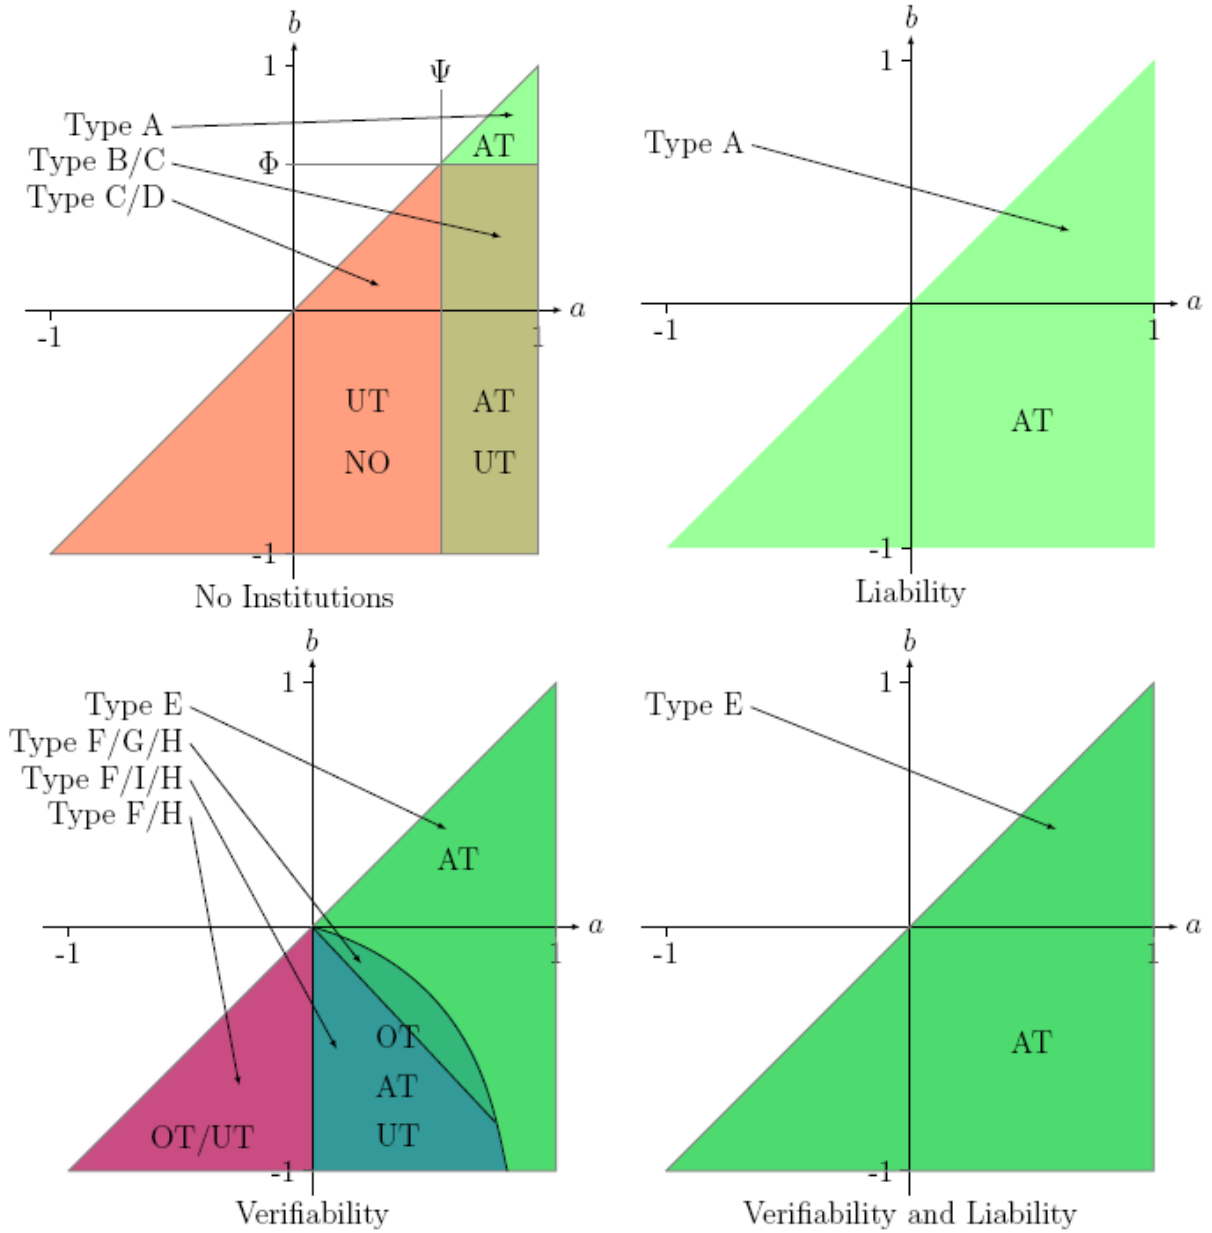 b
1
Ψ
Type A
Type B/C
Type C/D
Φ
AT
a
-1
1
UT
AT
NO
UT
-1
No Institutions
b
1
Type A
a
-1
1
AT
-1
Liability
b
1
Type E
Type F/G/H
Type F/I/H
Type F/H
AT
a
-1
1
OT
AT
OT/UT
UT
-1
Verifiability
b
1
Type E
a
-1
1
AT
-1
Verifiability and Liability